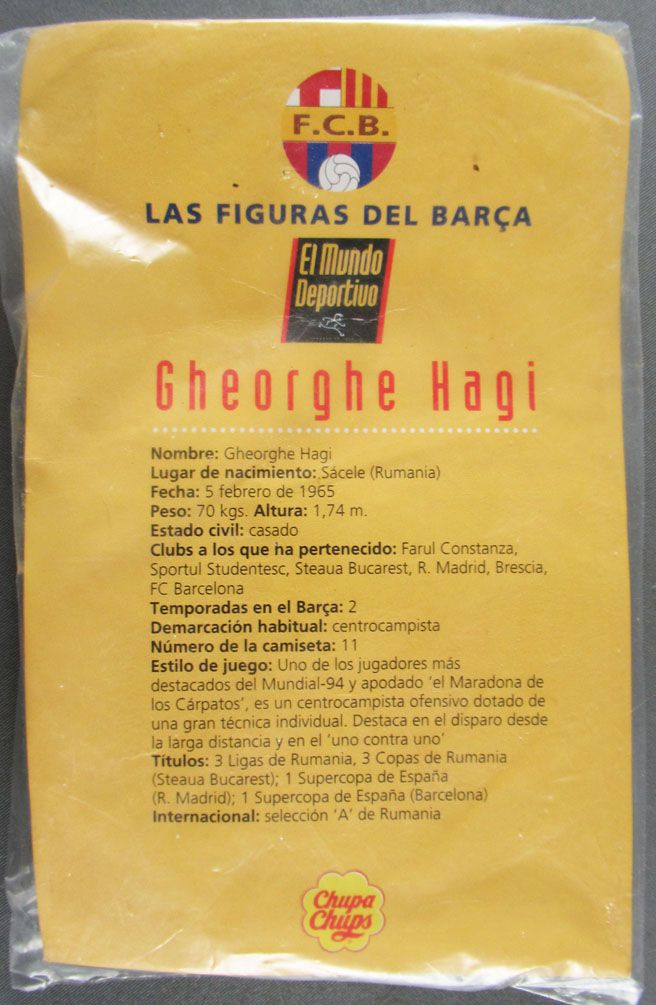 F.C.B.
LAS FIGURAS DEL BARÇA
El Mundo
Deportivo
Gheorghe Hagi
Nombre: Gheorghe Hagi
Lugar de nacimiento: Sácele (Rumania)
Fecha: 5 febrero de 1965
Peso: 70 kgs. Altura: 1,74 m.
Estado civil: casado
Clubs a los que ha pertenecido: Farul Constanza,
Sportul Studentesc, Steaua Bucarest, R. Madrid, Brescia,
FC Barcelona
Temporadas en el Barça: 2
Demarcación habitual: centrocampista
Número de la camiseta: 11
Estilo de juego: Uno de los jugadores más
destacados del Mundial-94 y apodado 'el Maradona de
los Cárpatos', es un centrocampista ofensivo dotado de
una gran técnica individual. Destaca en el disparo desde
la larga distancia y en el 'uno contra uno'
Títulos: 3 Ligas de Rumania, 3 Copas de Rumania
(Steaua Bucarest); 1 Supercopa de España
(R. Madrid); 1 Supercopa de España (Barcelona)
Internacional: selección 'A' de Rumania
Chupa
Chups